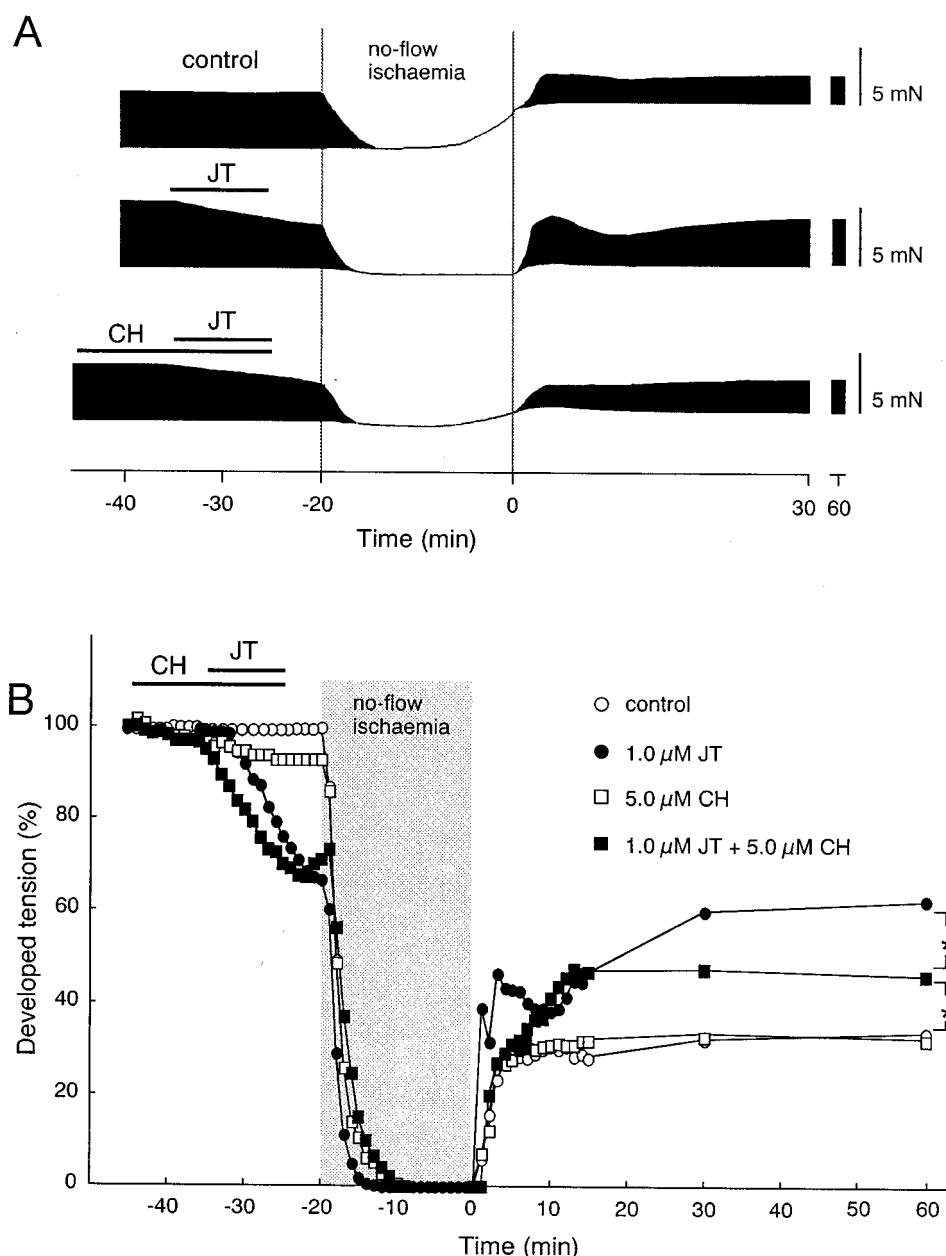 A
control
no-flow
ischaemia
5 mN
JT
5 mN
CH
JT
5 mN
-40
-20
0
30
60
Time (min)
B
CH
JT
no-flow
ischaemia
control
1.0 μM JT
5.0 μM CH
1.0 μM JT + 5.0 μM CH
100
80
60
40
20
0
Developed tension (%)
*
*
-40
-30
-20
-10
0
10
20
30
40
50
60
Time (min)